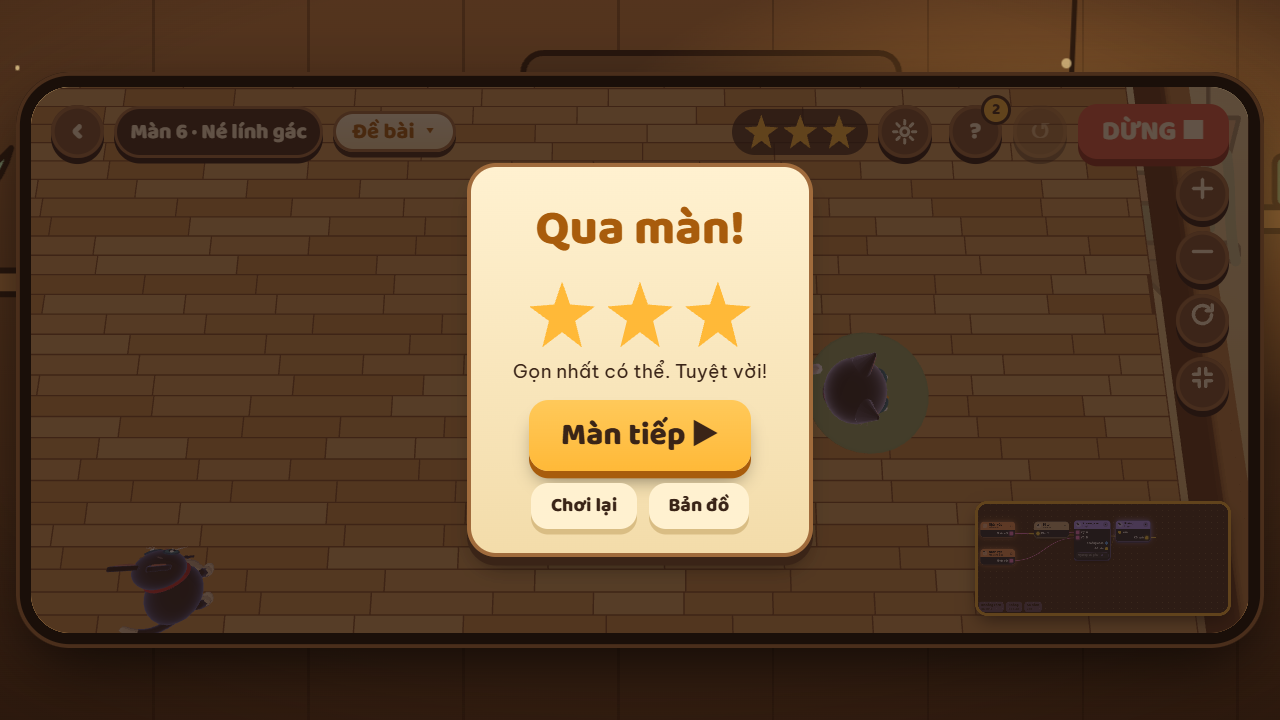 Màn 6 · Né lính gác
Đề bài
?
2
DỪNG
Qua màn!
Gọn nhất có thể. Tuyệt vời!
Màn tiếp
Chơi lại
Bản đồ